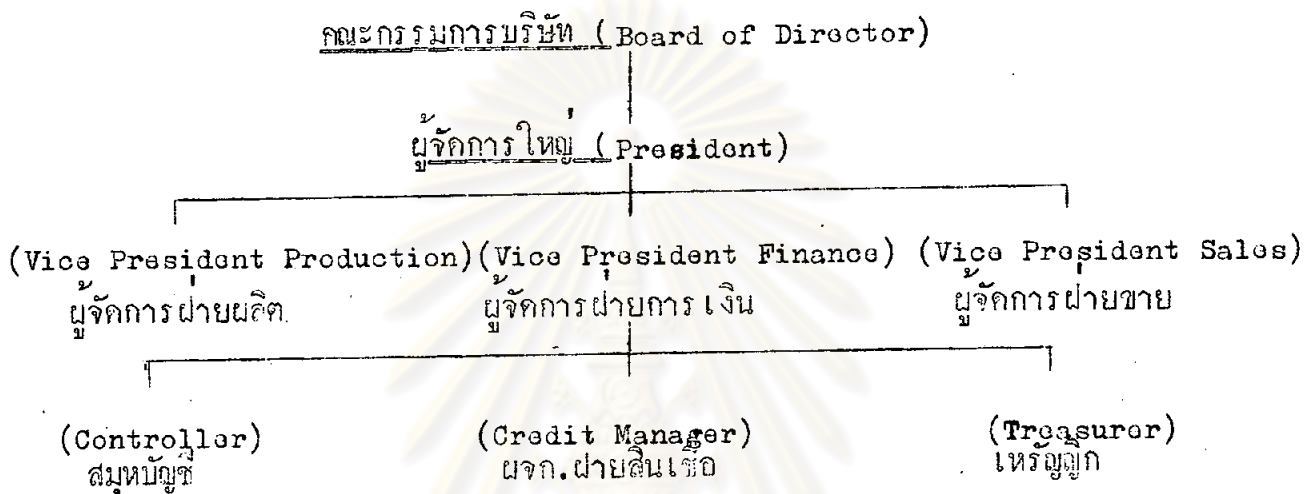 คณะกรรมการบริษัท (Board of Director)
ผู้จัดการใหญ่ (President)
(Vice President Production) (Vice President Finance) (Vice President Sales)
ผู้จัดการฝ่ายผลิต ผู้จัดการฝ่ายการเงิน ผู้จัดการฝ่ายขาย
(Controller) (Credit Manager) (Treasurer)
สมุหบัญชี ผจก.ฝ่ายสินเชื่อ เหรัญญิก